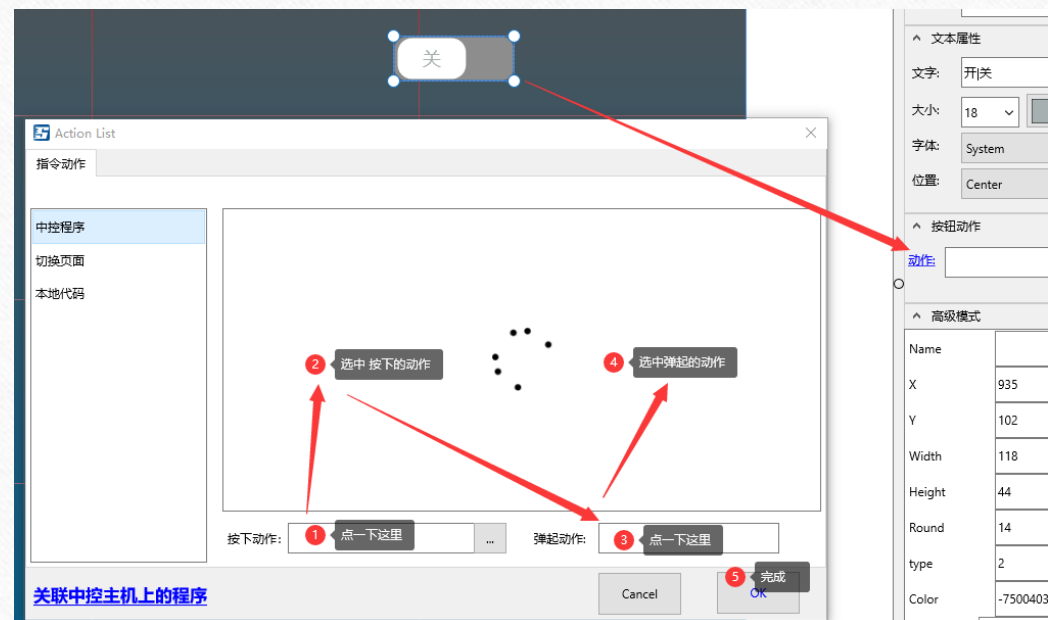 关
Action List
指令动作
中控程序
切换页面
本地代码
2 选中 按下的动作
4 选中弹起的动作
按下动作: 1 点一下这里 ...
弹起动作: 3 点一下这里
关联中控主机上的程序
Cancel
5 完成
OK
文本属性
文字: 开|关
大小: 18
字体: System
位置: Center
按钮动作
动作:
高级模式
Name
X 935
Y 102
Width 118
Height 44
Round 14
type 2
Color -7500403